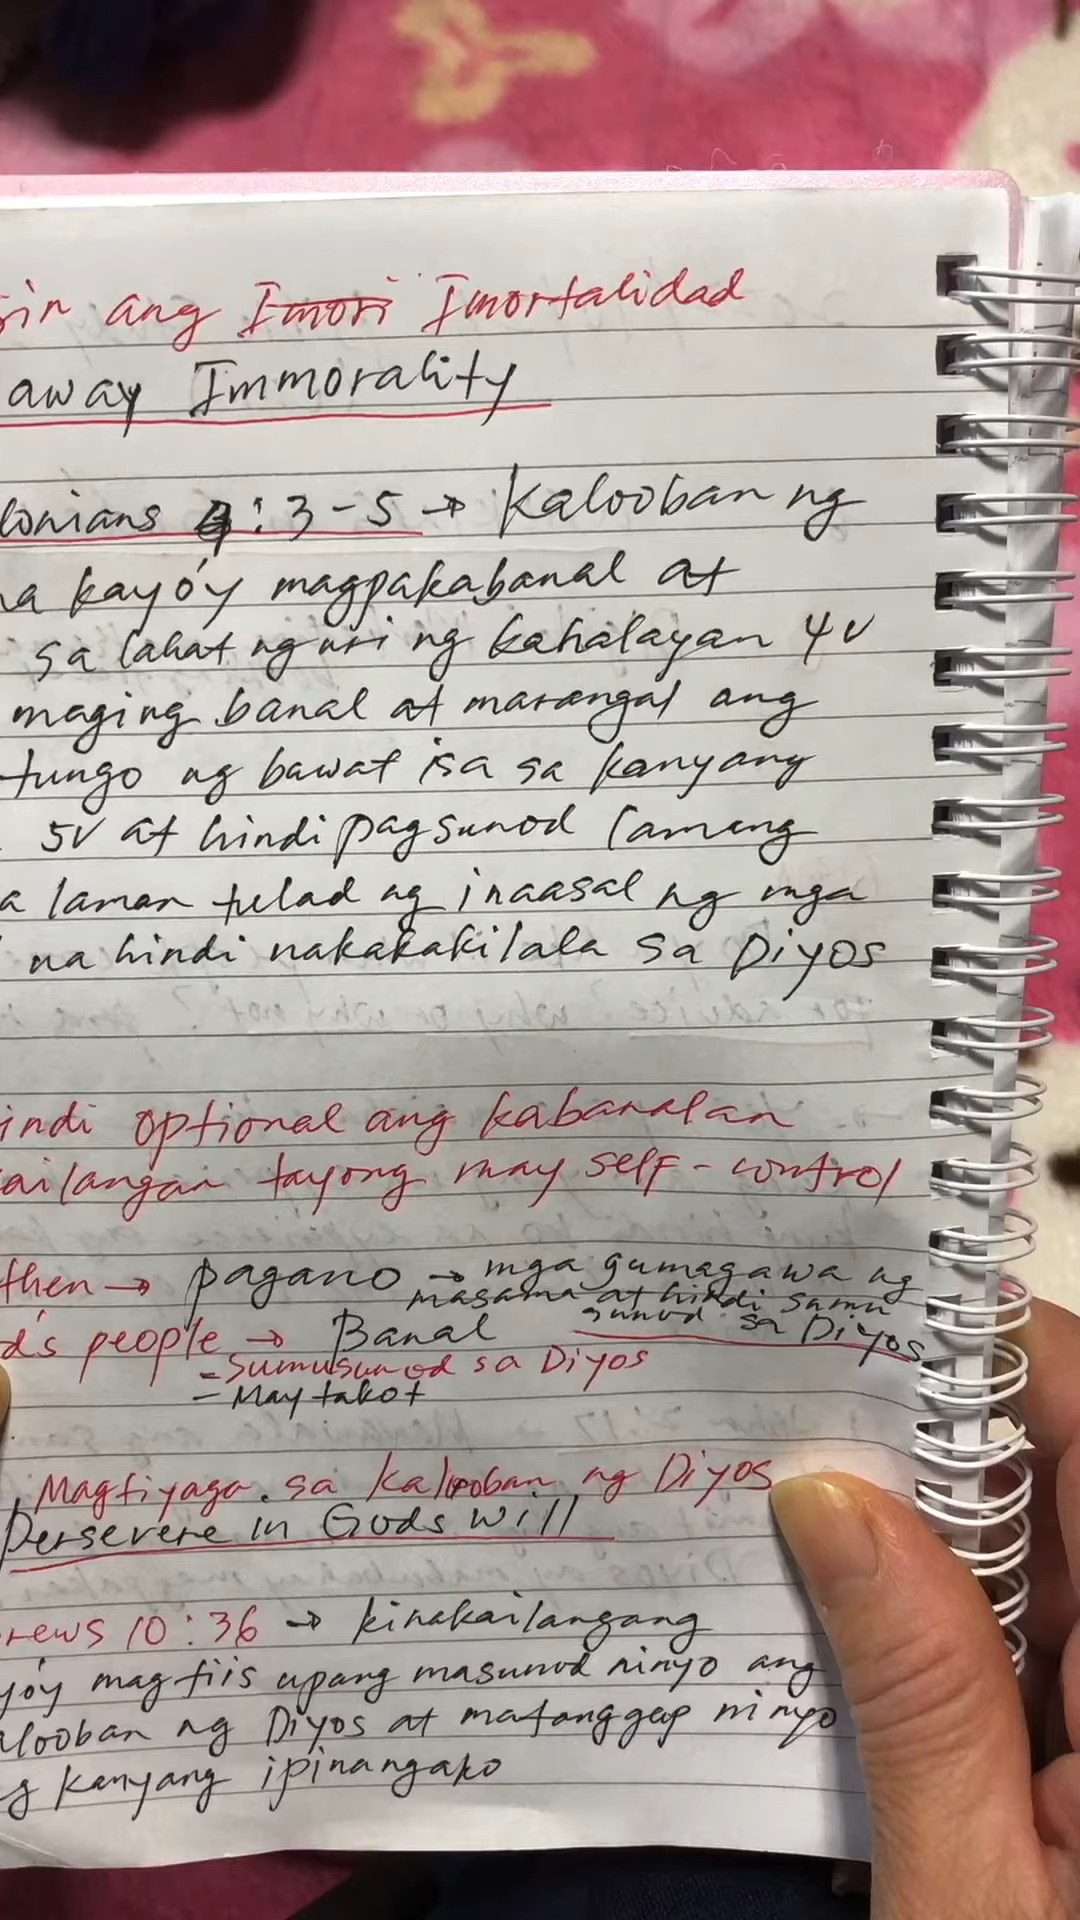 sin ang Imori Imortalidad
away Immorality
lonians 4:3-5 → Kalooban ng
na kayo'y magpakabanal at
sa lahat ng uri ng kahalayan 4V
maging banal at marangal ang
tungo ng bawat isa sa kanyang
5V at hindi pagsunod lamang
a laman tulad ng inaasal ng mga
na hindi nakakakilala sa Diyos
indi optional ang kabanalan
ailangan tayong may self-control
then → pagano → mga gumagawa ng
masama at hindi sumu
sunod sa Diyos
d's people → Banal
- Sumusunod sa Diyos
- May takot
Magtiyaga sa kalooban ng Diyos
Persevere in Gods will
rews 10:36 → kinakailangang
yo'y magtiis upang masunod ninyo ang
alooban ng Diyos at matanggap ninyo
g kanyang ipinangako